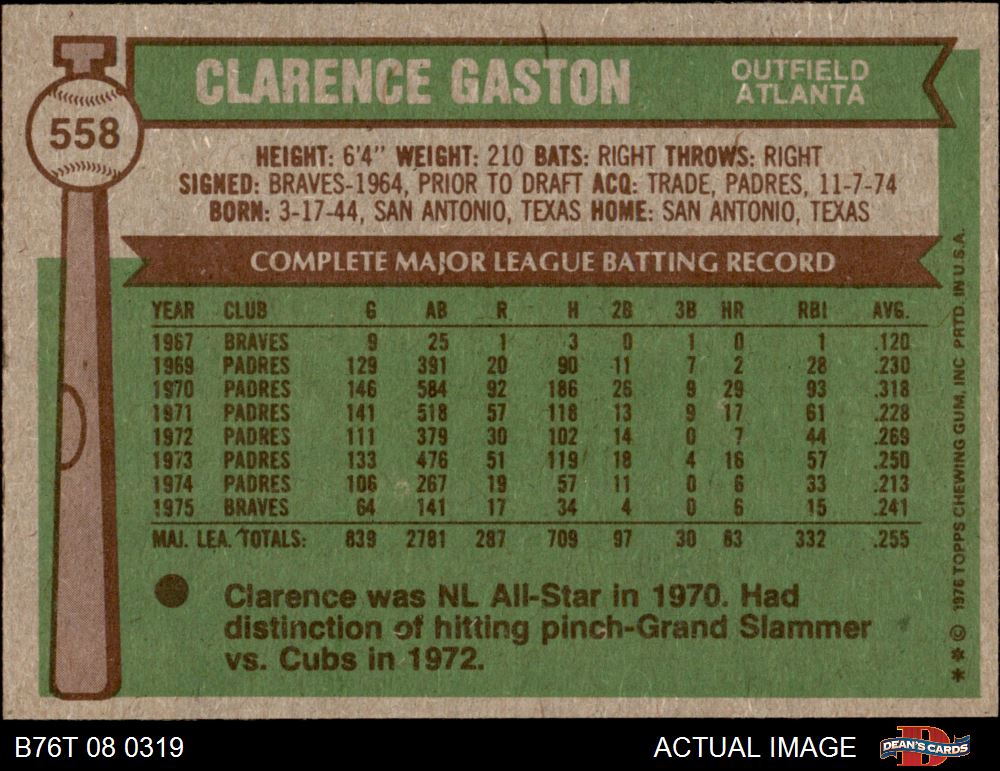 558
CLARENCE GASTON
OUTFIELD
ATLANTA
HEIGHT: 6'4" WEIGHT: 210 BATS: RIGHT THROWS: RIGHT
SIGNED: BRAVES-1964, PRIOR TO DRAFT ACQ: TRADE, PADRES, 11-7-74
BORN: 3-17-44, SAN ANTONIO, TEXAS HOME: SAN ANTONIO, TEXAS
COMPLETE MAJOR LEAGUE BATTING RECORD
YEAR CLUB G AB R H 2B 3B HR RBI AVG.
1967 BRAVES 9 25 1 3 0 1 0 1 .120
1969 PADRES 129 391 20 90 11 7 2 28 .230
1970 PADRES 146 584 92 186 26 9 29 93 .318
1971 PADRES 141 518 57 118 13 9 17 61 .228
1972 PADRES 111 379 30 102 14 0 7 44 .269
1973 PADRES 133 476 51 119 18 4 16 57 .250
1974 PADRES 106 267 19 57 11 0 6 33 .213
1975 BRAVES 64 141 17 34 4 0 6 15 .241
MAJ. LEA. TOTALS: 839 2781 287 709 97 30 83 332 .255
Clarence was NL All-Star in 1970. Had
distinction of hitting pinch-Grand Slammer
vs. Cubs in 1972.
** © 1976 TOPPS CHEWING GUM, INC PRTD. IN U.S.A.
B76T 08 0319
ACTUAL IMAGE
DEAN'S CARDS